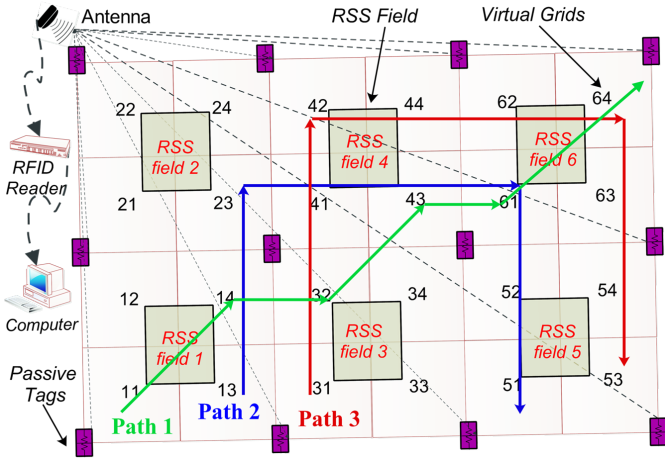 Antenna
RSS Field
Virtual Grids
22
24
42
44
62
64
RSS
field 2
RSS
field 4
RSS
field 6
RFID
Reader
21
23
41
43
61
63
12
14
32
34
52
54
Computer
RSS
field 1
RSS
field 3
RSS
field 5
Passive
Tags
11
13
31
33
51
53
Path 1
Path 2
Path 3